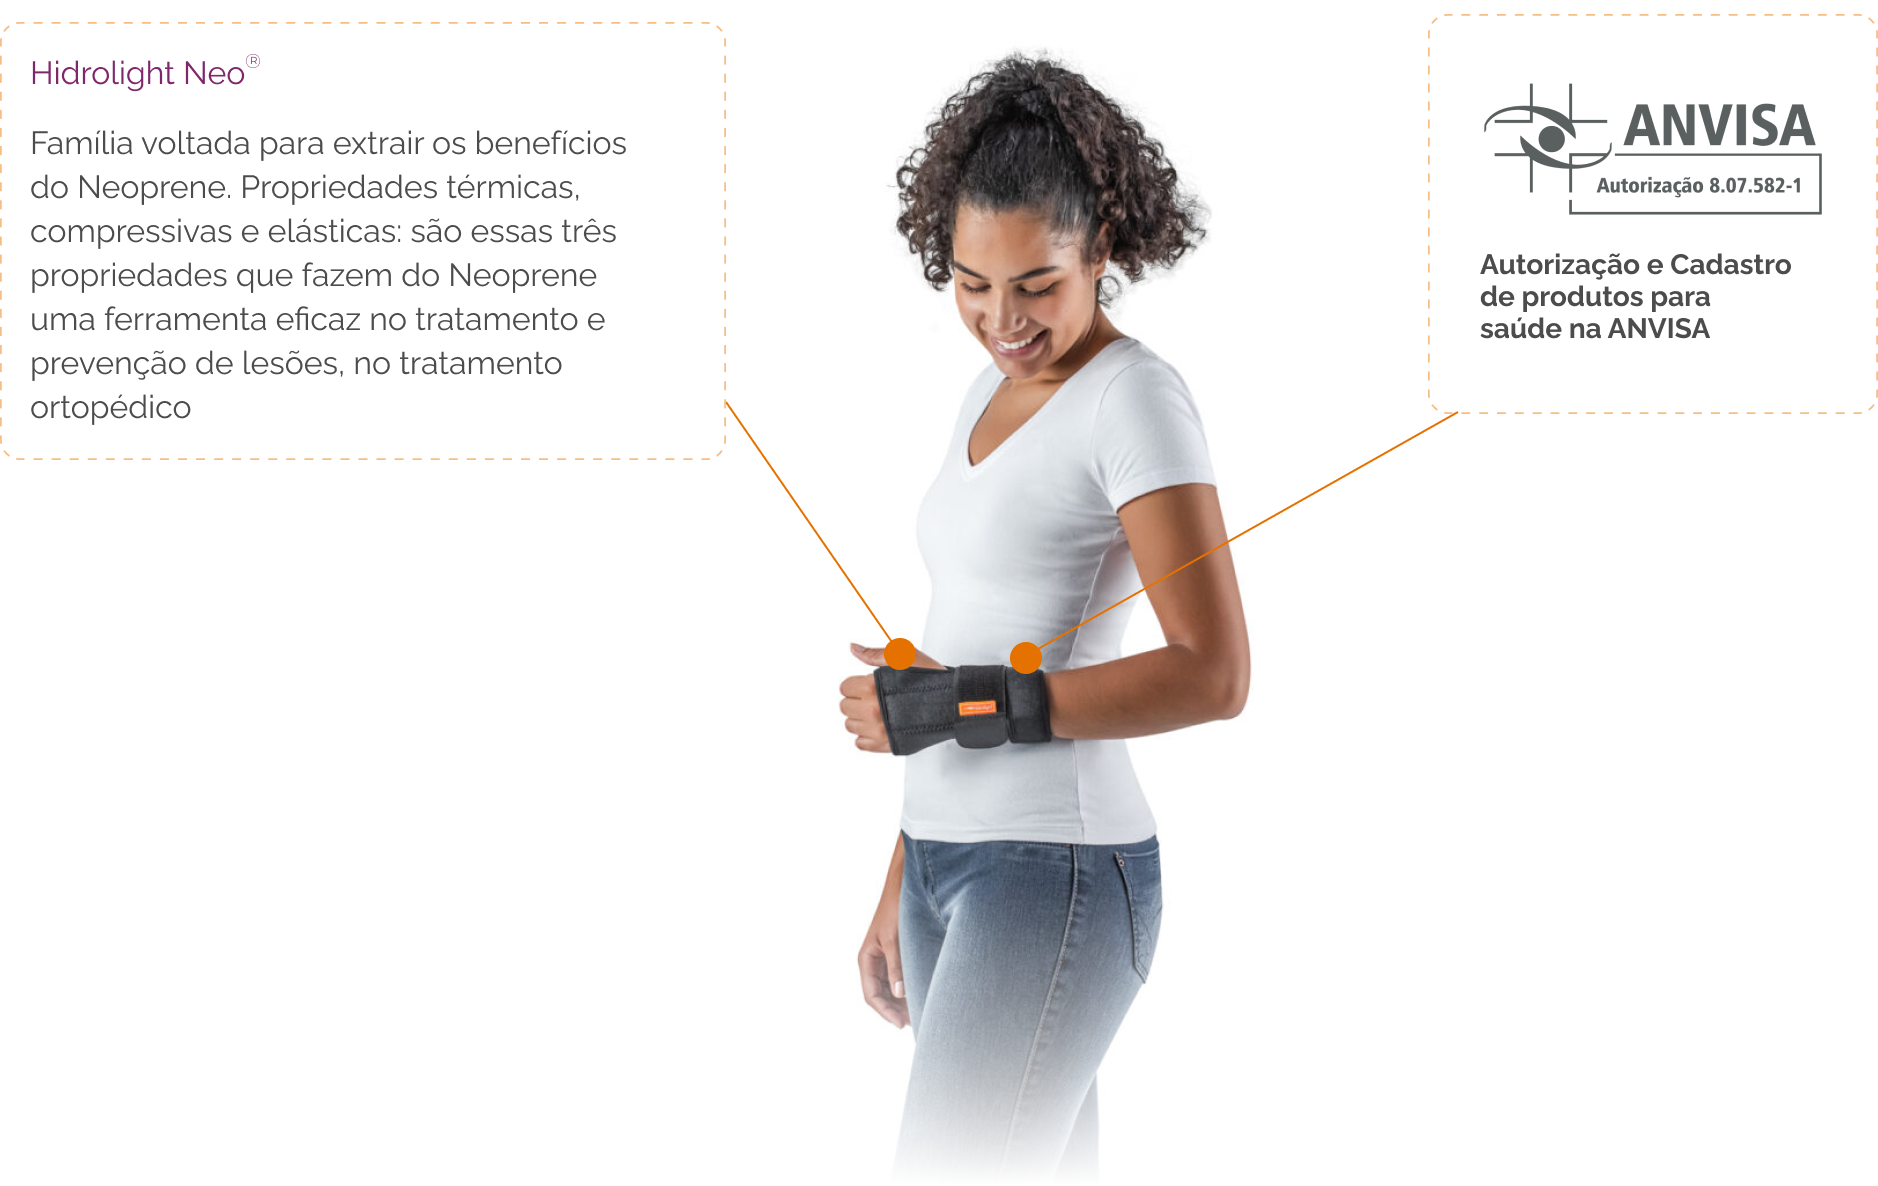 Hidrolight Neo®
Família voltada para extrair os benefícios
do Neoprene. Propriedades térmicas,
compressivas e elásticas: são essas três
propriedades que fazem do Neoprene
uma ferramenta eficaz no tratamento e
prevenção de lesões, no tratamento
ortopédico
ANVISA
Autorização 8.07.582-1
Autorização e Cadastro
de produtos para
saúde na ANVISA